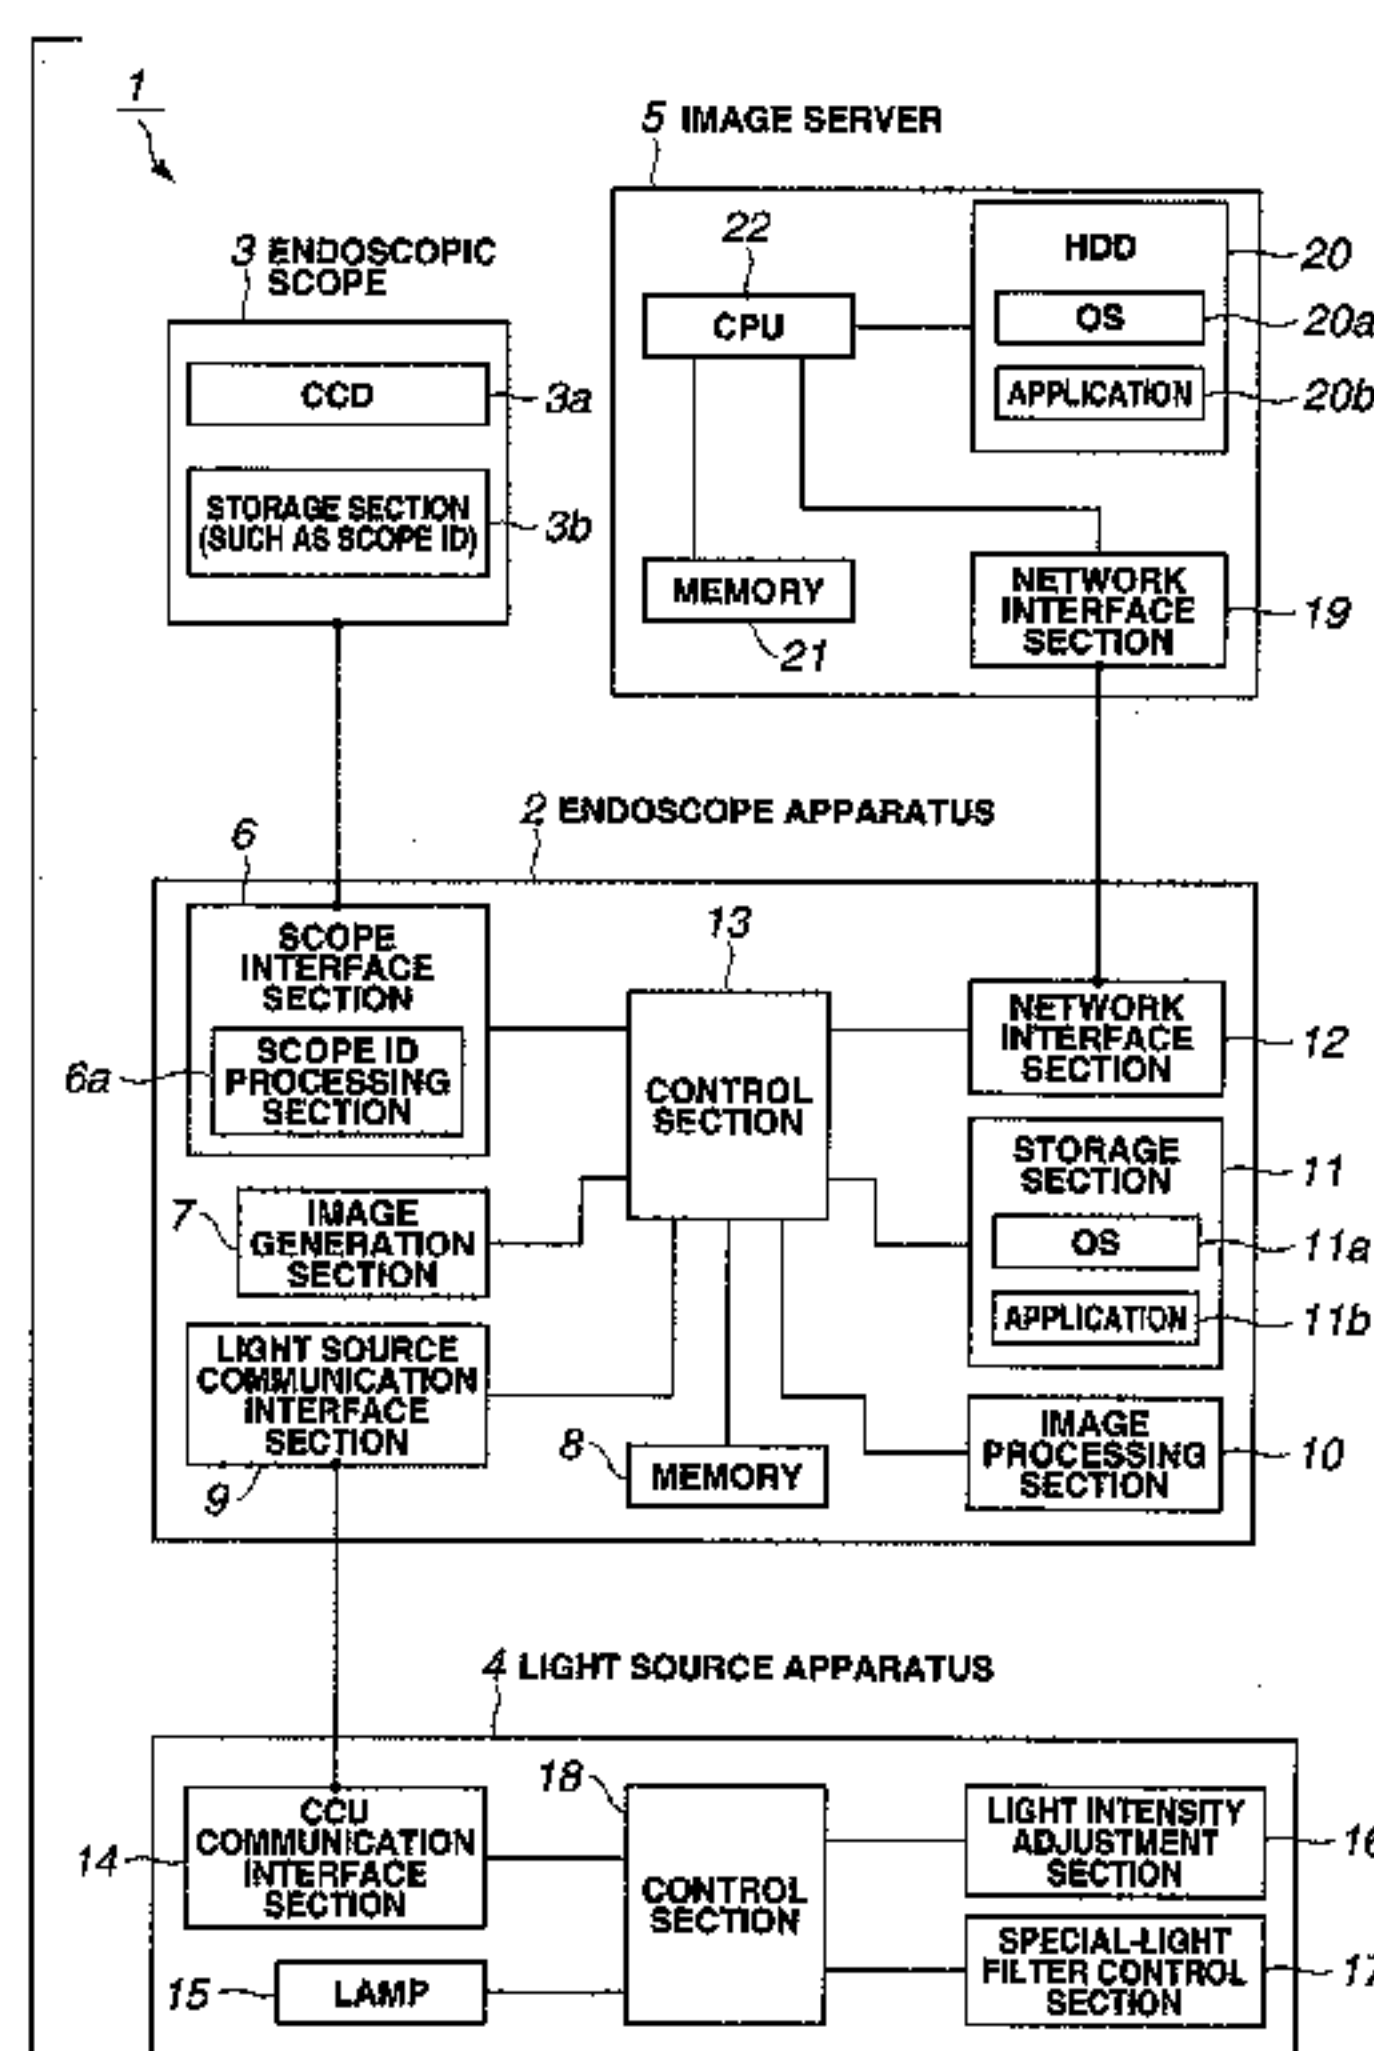 1
5 IMAGE SERVER
22
HDD
20
3 ENDOSCOPIC
SCOPE
CPU
OS
20a
CCD
3a
APPLICATION
20b
STORAGE SECTION
(SUCH AS SCOPE ID)
3b
MEMORY
21
NETWORK
INTERFACE
SECTION
19
2 ENDOSCOPE APPARATUS
6
SCOPE
INTERFACE
SECTION
13
6a
SCOPE ID
PROCESSING
SECTION
CONTROL
SECTION
NETWORK
INTERFACE
SECTION
12
STORAGE
SECTION
11
7
IMAGE
GENERATION
SECTION
OS
11a
APPLICATION
11b
LIGHT SOURCE
COMMUNICATION
INTERFACE
SECTION
9
8
MEMORY
IMAGE
PROCESSING
SECTION
10
4 LIGHT SOURCE APPARATUS
18
14
CCU
COMMUNICATION
INTERFACE
SECTION
CONTROL
SECTION
LIGHT INTENSITY
ADJUSTMENT
SECTION
16
15
LAMP
SPECIAL-LIGHT
FILTER CONTROL
SECTION
17